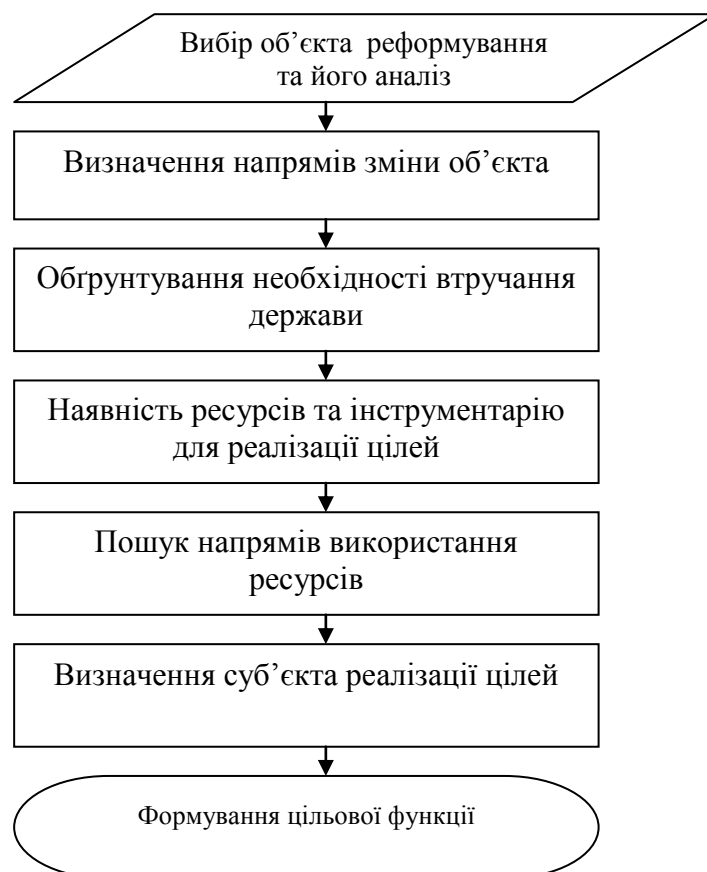 Вибір об’єкта реформування
та його аналіз
Визначення напрямів зміни об’єкта
Обґрунтування необхідності втручання
держави
Наявність ресурсів та інструментарію
для реалізації цілей
Пошук напрямів використання
ресурсів
Визначення суб’єкта реалізації цілей
Формування цільової функції